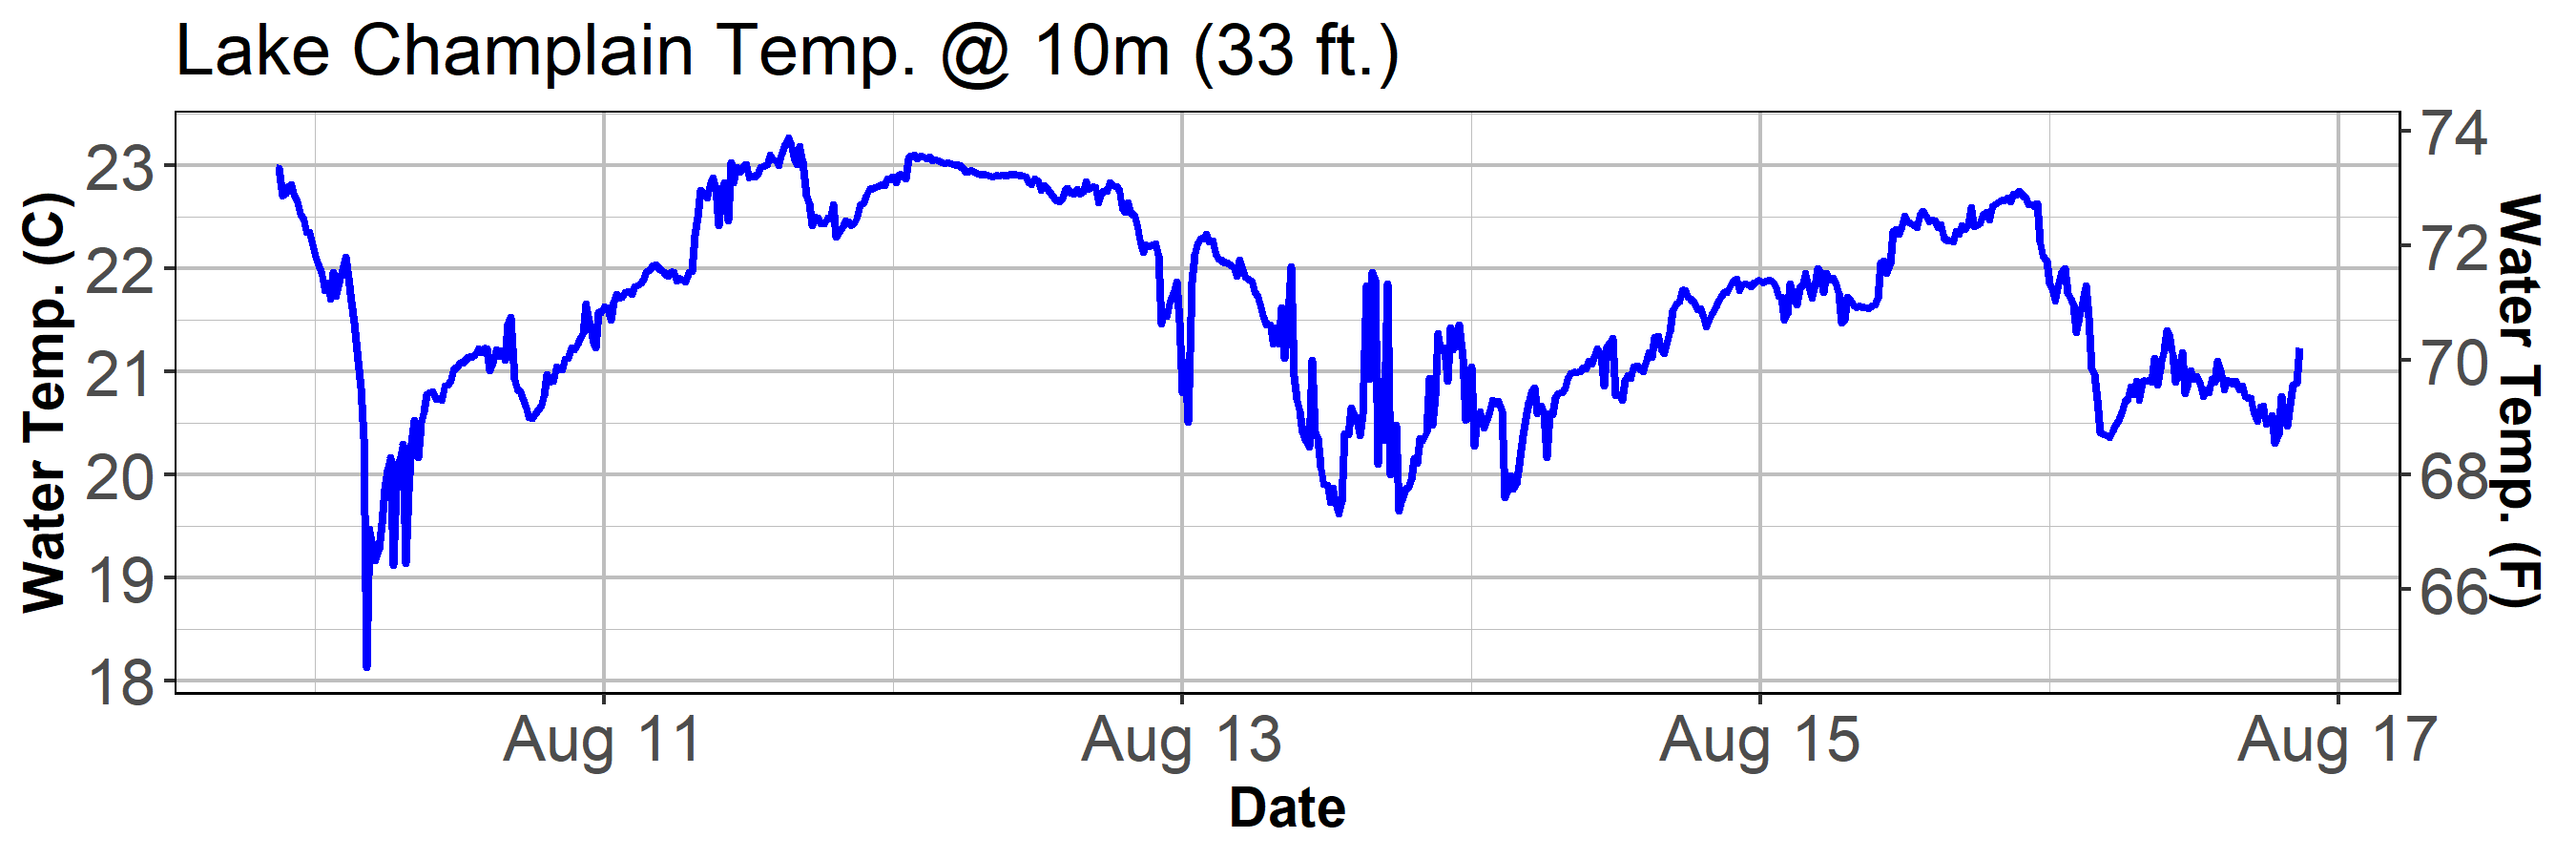 Lake Champlain Temp. @ 10m (33 ft.)
Water Temp. (C)
23
22
21
20
19
18
74
72
70
68
66
Water Temp. (F)
Aug 11 Aug 13 Aug 15 Aug 17
Date